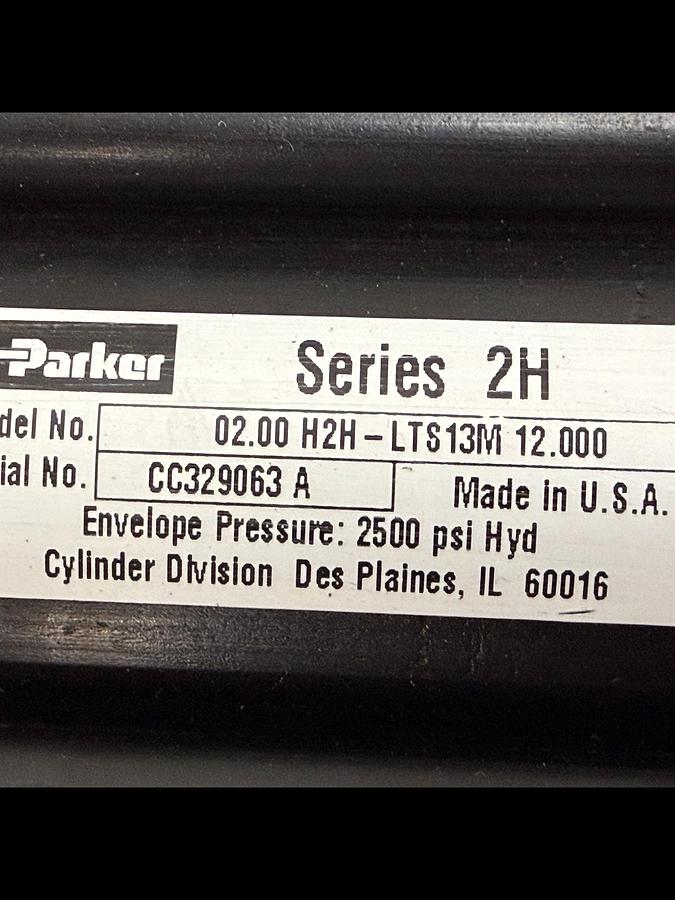 Parker
Series 2H
del No. 02.00 H2H-LTS13M 12.000
ial No. CC329063 A Made in U.S.A.
Envelope Pressure: 2500 psi Hyd
Cylinder Division Des Plaines, IL 60016